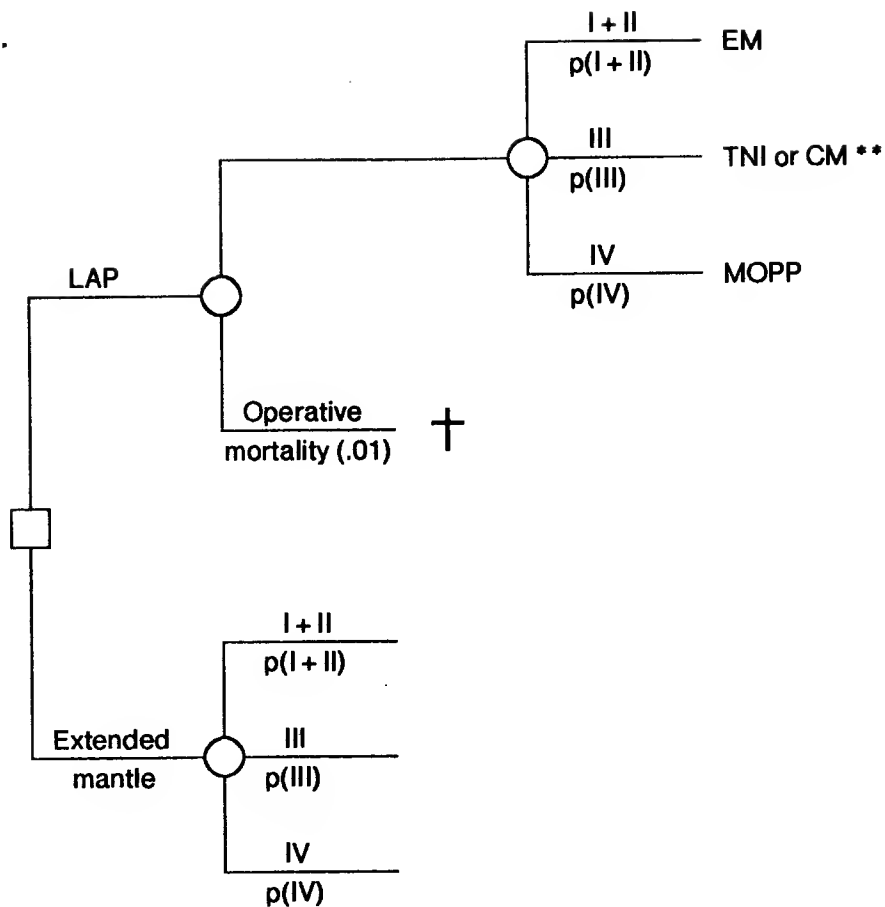 I + II
p(I + II)
EM
III
p(III)
TNI or CM **
IV
p(IV)
MOPP
LAP
Operative
mortality (.01)
†
I + II
p(I + II)
Extended
mantle
III
p(III)
IV
p(IV)